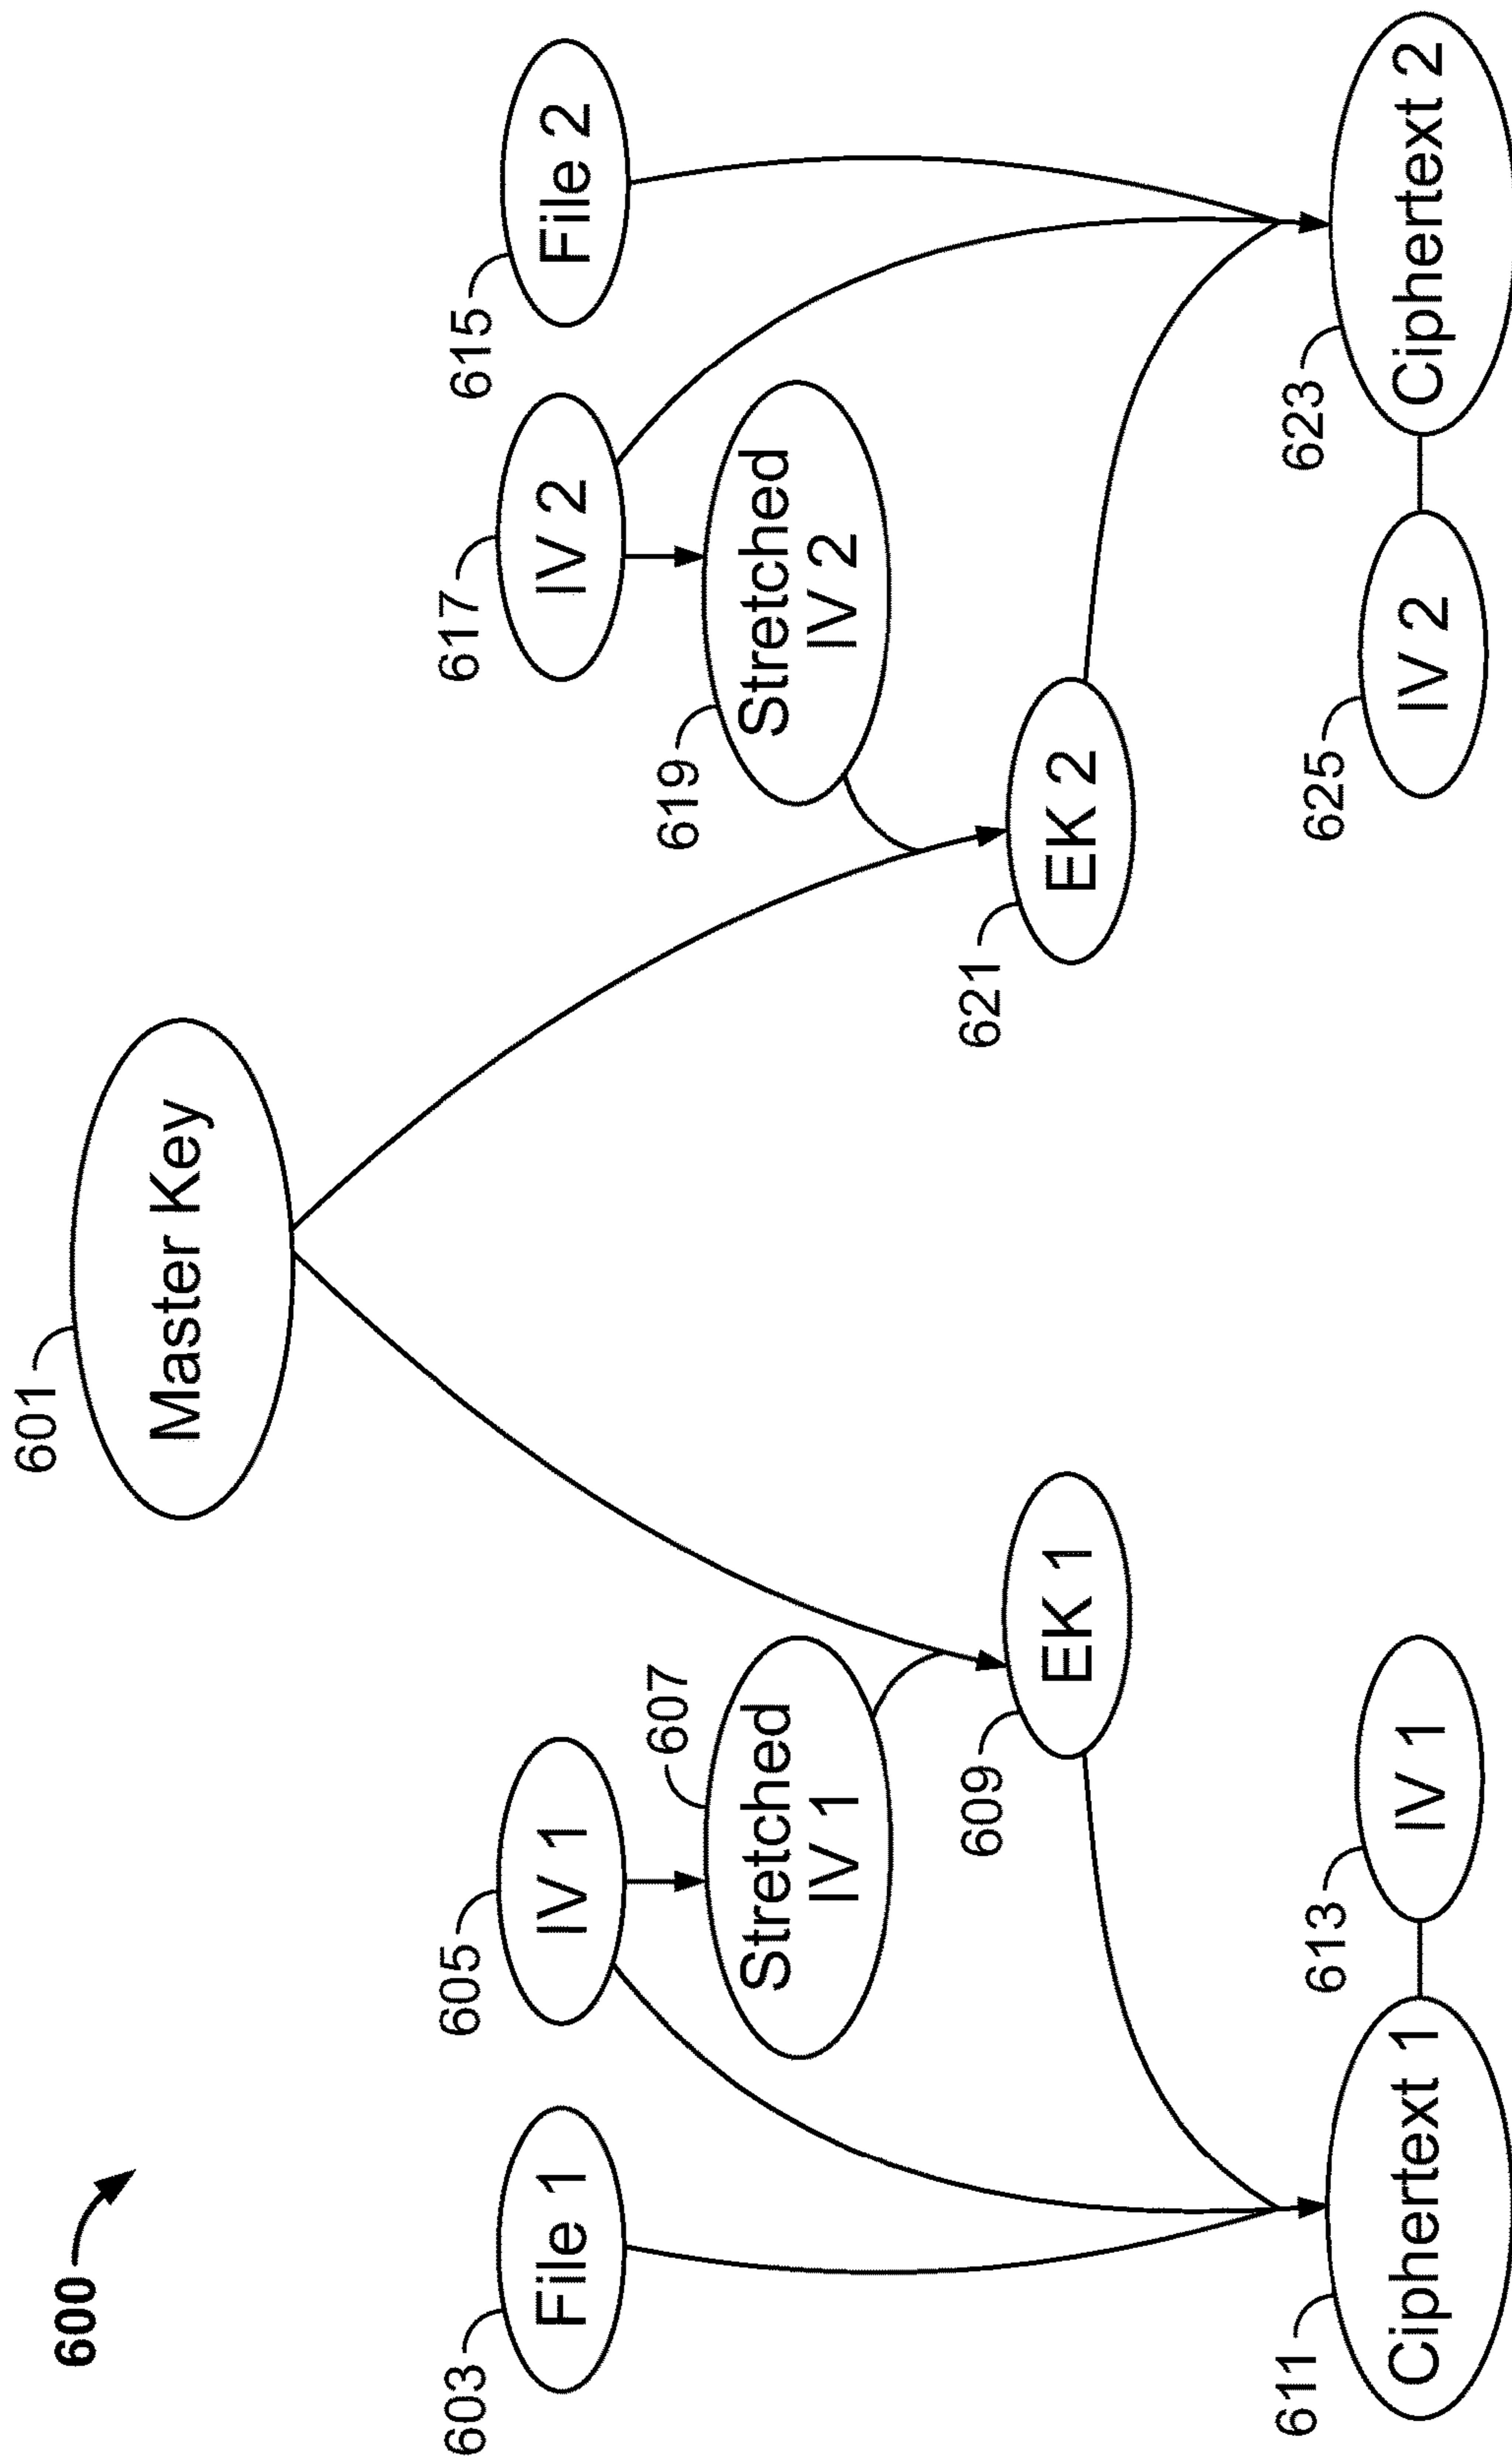 600
601
Master Key
603
File 1
605
IV 1
617
IV 2
615
File 2
607
Stretched
IV 1
619
Stretched
IV 2
609
EK 1
621
EK 2
611
Ciphertext 1
613
IV 1
625
IV 2
623
Ciphertext 2